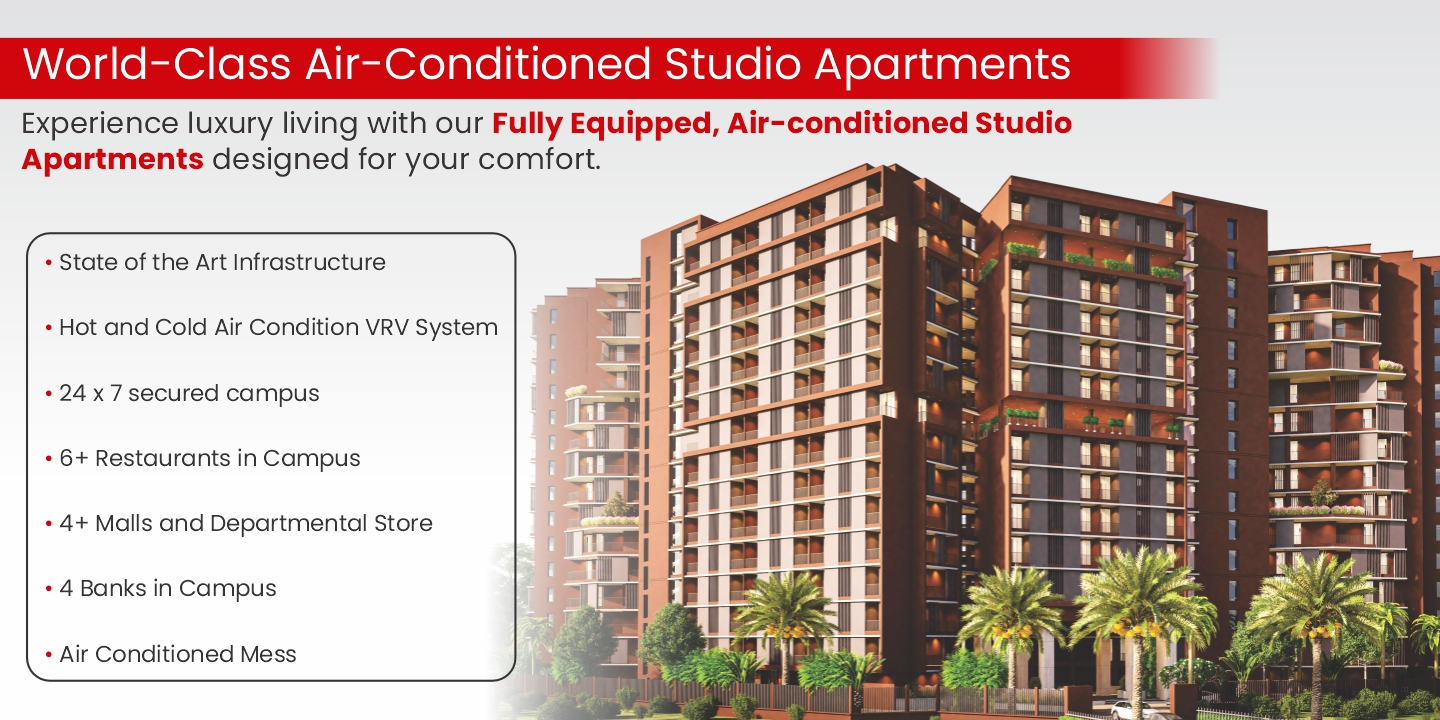 World-Class Air-Conditioned Studio Apartments
Experience luxury living with our Fully Equipped, Air-conditioned Studio
Apartments designed for your comfort.
• State of the Art Infrastructure
• Hot and Cold Air Condition VRV System
• 24 x 7 secured campus
• 6+ Restaurants in Campus
• 4+ Malls and Departmental Store
• 4 Banks in Campus
• Air Conditioned Mess